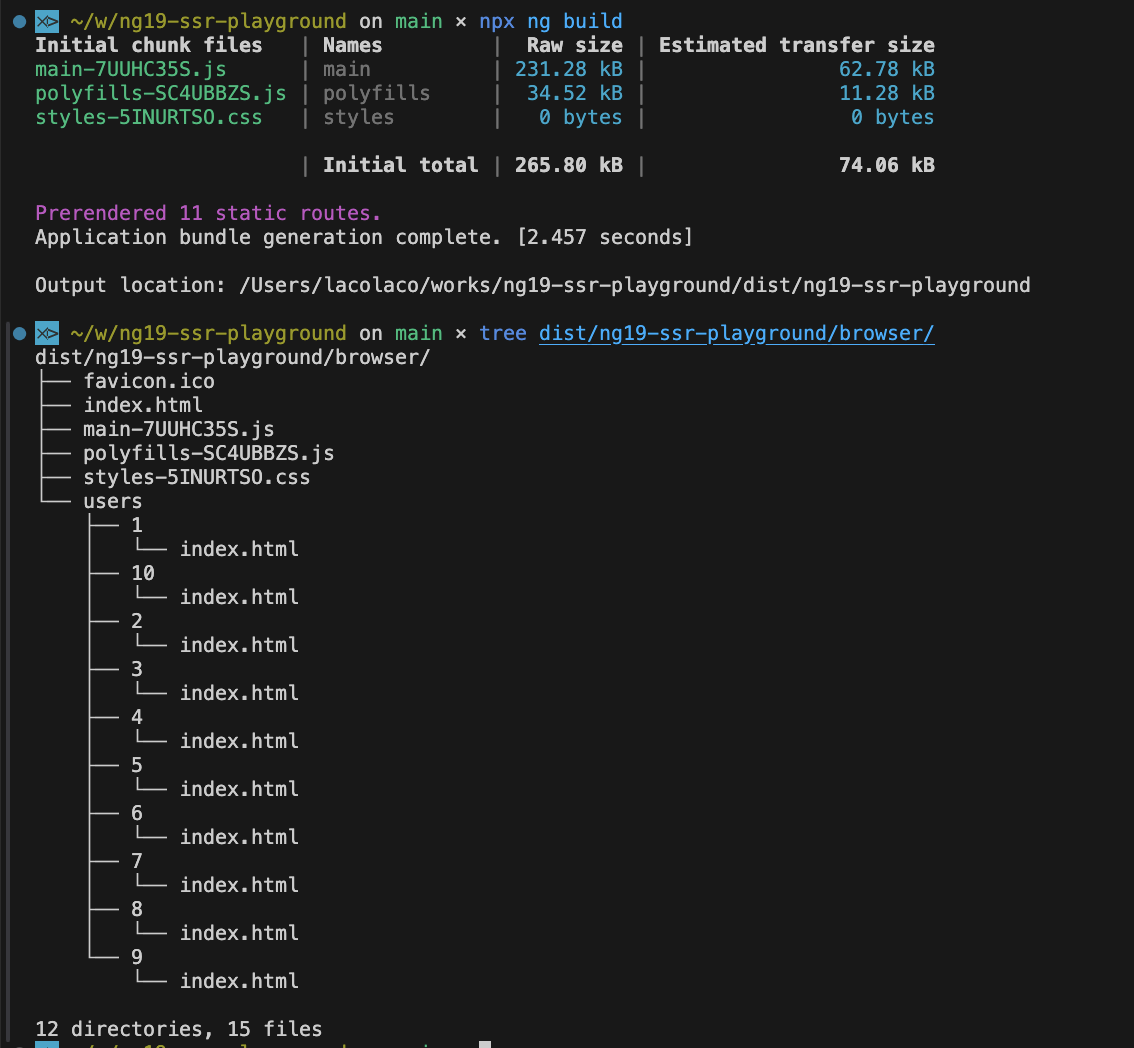 ~/w/ng19-ssr-playground on main × npx ng build
Initial chunk files | Names | Raw size | Estimated transfer size
main-7UUHC35S.js | main | 231.28 kB | 62.78 kB
polyfills-SC4UBBZS.js | polyfills | 34.52 kB | 11.28 kB
styles-5INURTSO.css | styles | 0 bytes | 0 bytes
| Initial total | 265.80 kB | 74.06 kB
Prerendered 11 static routes.
Application bundle generation complete. [2.457 seconds]
Output location: /Users/lacolaco/works/ng19-ssr-playground/dist/ng19-ssr-playground
~/w/ng19-ssr-playground on main × tree dist/ng19-ssr-playground/browser/
dist/ng19-ssr-playground/browser/
├── favicon.ico
├── index.html
├── main-7UUHC35S.js
├── polyfills-SC4UBBZS.js
├── styles-5INURTSO.css
└── users
    ├── 1
    │   └── index.html
    ├── 10
    │   └── index.html
    ├── 2
    │   └── index.html
    ├── 3
    │   └── index.html
    ├── 4
    │   └── index.html
    ├── 5
    │   └── index.html
    ├── 6
    │   └── index.html
    ├── 7
    │   └── index.html
    ├── 8
    │   └── index.html
    └── 9
        └── index.html
12 directories, 15 files